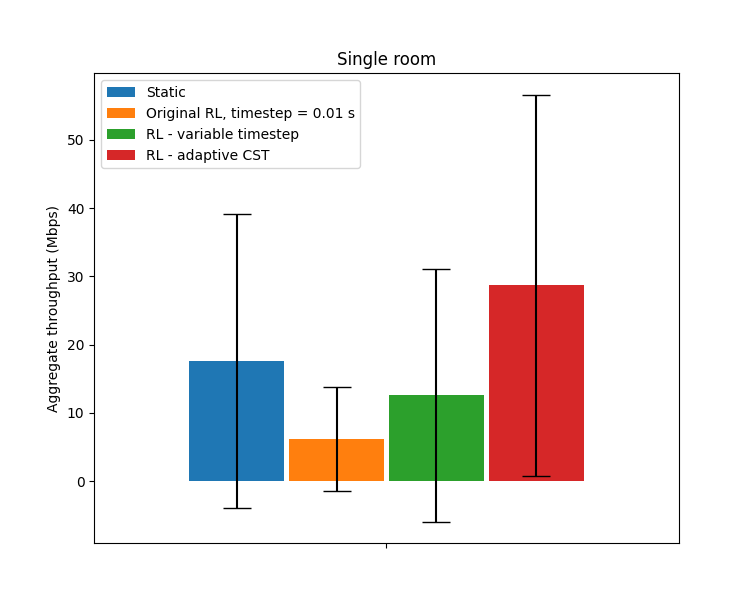 Single room
Static
Original RL, timestep = 0.01 s
RL - variable timestep
RL - adaptive CST
Aggregate throughput (Mbps)
50
40
30
20
10
0